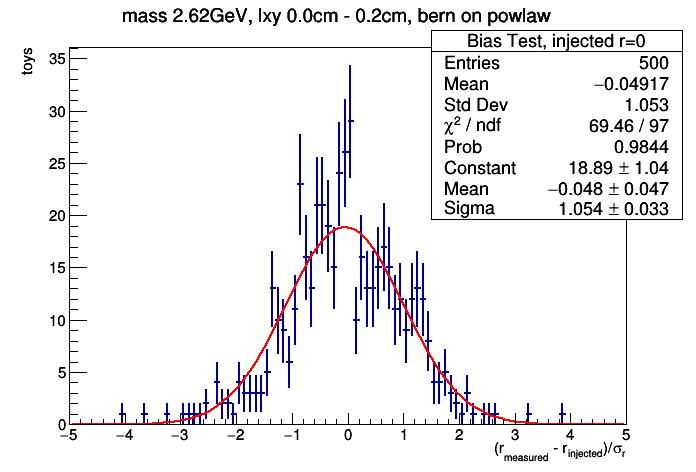 mass 2.62GeV, lxy 0.0cm - 0.2cm, bern on powlaw
Bias Test, injected r=0
Entries 500
Mean −0.04917
Std Dev 1.053
χ² / ndf 69.46 / 97
Prob 0.9844
Constant 18.89 ± 1.04
Mean −0.048 ± 0.047
Sigma 1.054 ± 0.033
toys
35
30
25
20
15
10
5
0
−5 −4 −3 −2 −1 0 1 2 3 4 5
(r_measured - r_injected)/σ_r